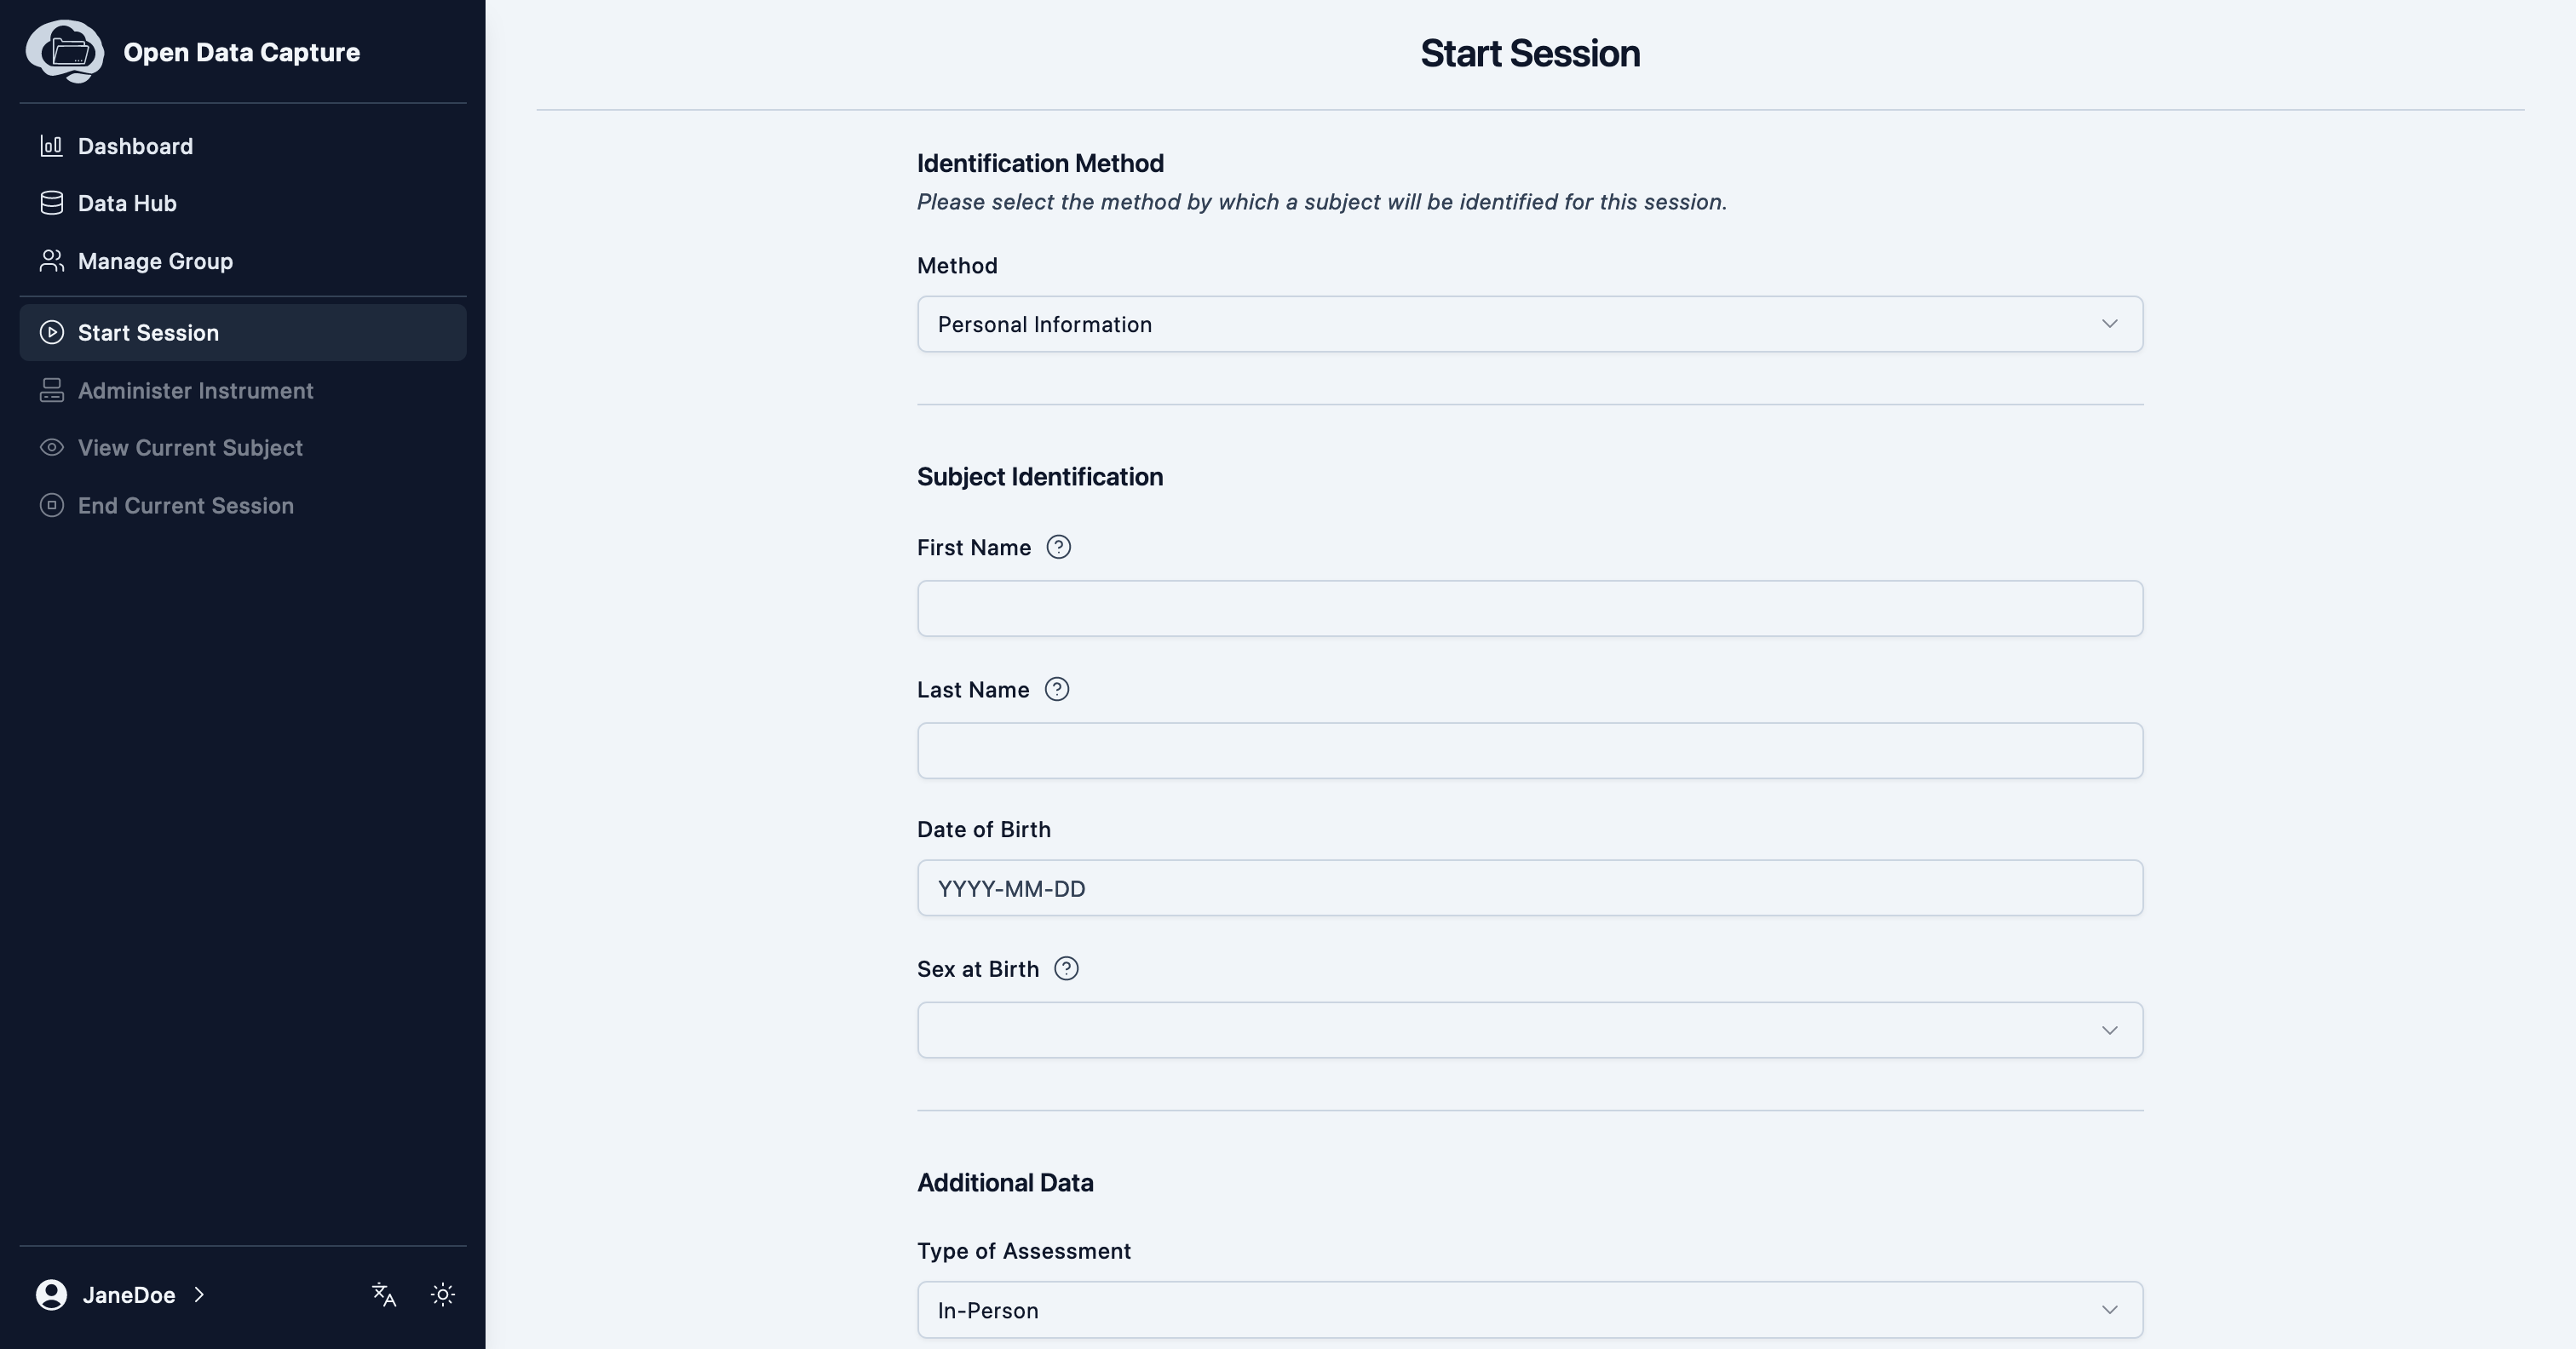 Open Data Capture
Dashboard
Data Hub
Manage Group
Start Session
Administer Instrument
View Current Subject
End Current Session
JaneDoe
Start Session
Identification Method
Please select the method by which a subject will be identified for this session.
Method
Personal Information
Subject Identification
First Name
Last Name
Date of Birth
YYYY-MM-DD
Sex at Birth
Additional Data
Type of Assessment
In-Person